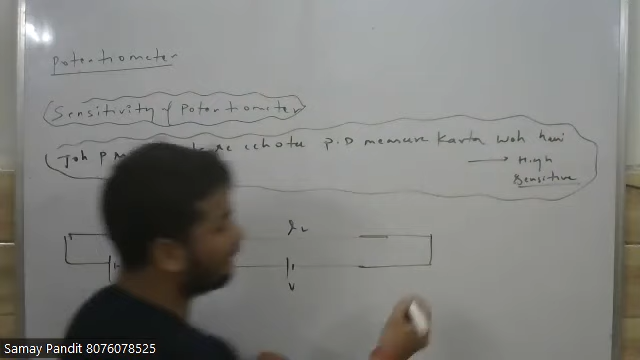 Potentiometer
Sensitivity of Potentiometer
Joh P chota P.D measure Karta Woh hai
→ High
Sensitive
V
Samay Pandit 8076078525